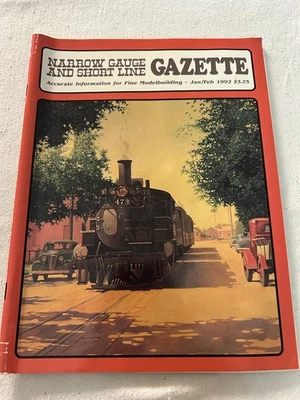 NARROW GAUGE
AND SHORT LINE GAZETTE
Accurate Information for Fine Modelbuilding - Jan/Feb 1992 $3.75
473